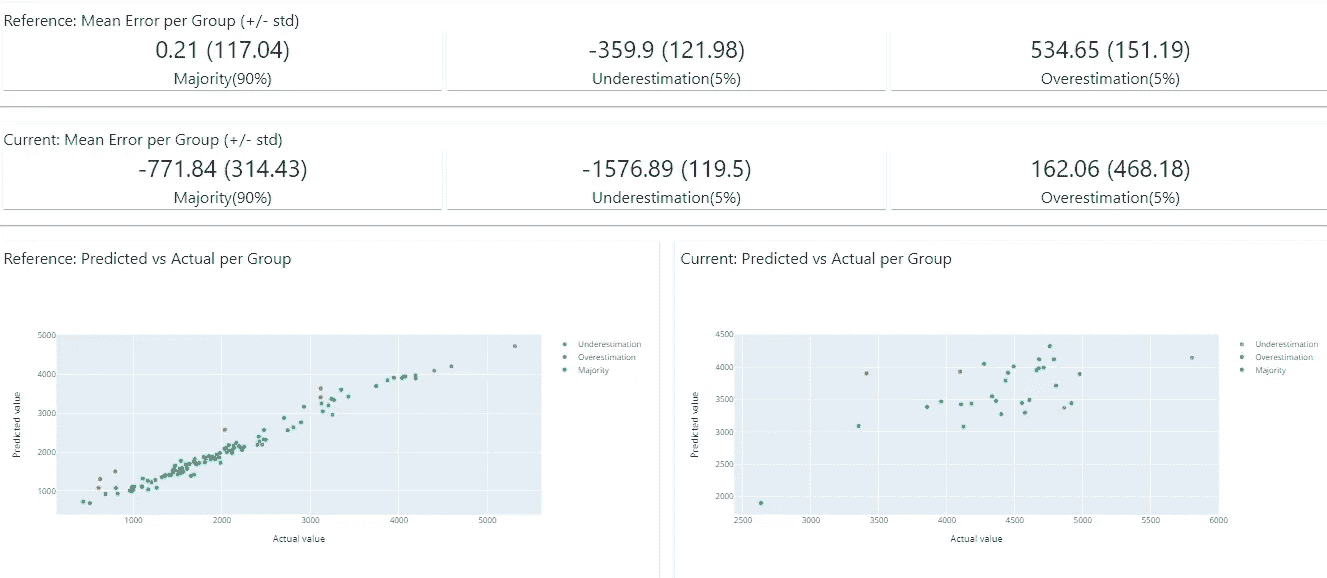 Reference: Mean Error per Group (+/- std)
0.21 (117.04)
Majority(90%)
-359.9 (121.98)
Underestimation(5%)
534.65 (151.19)
Overestimation(5%)
Current: Mean Error per Group (+/- std)
-771.84 (314.43)
Majority(90%)
-1576.89 (119.5)
Underestimation(5%)
162.06 (468.18)
Overestimation(5%)
Reference: Predicted vs Actual per Group
5000
4000
3000
2000
1000
Predicted value
1000 2000 3000 4000 5000
Actual value
Underestimation
Overestimation
Majority
Current: Predicted vs Actual per Group
4500
4000
3500
3000
2500
2000
Predicted value
2500 3000 3500 4000 4500 5000 5500 6000
Actual value
Underestimation
Overestimation
Majority